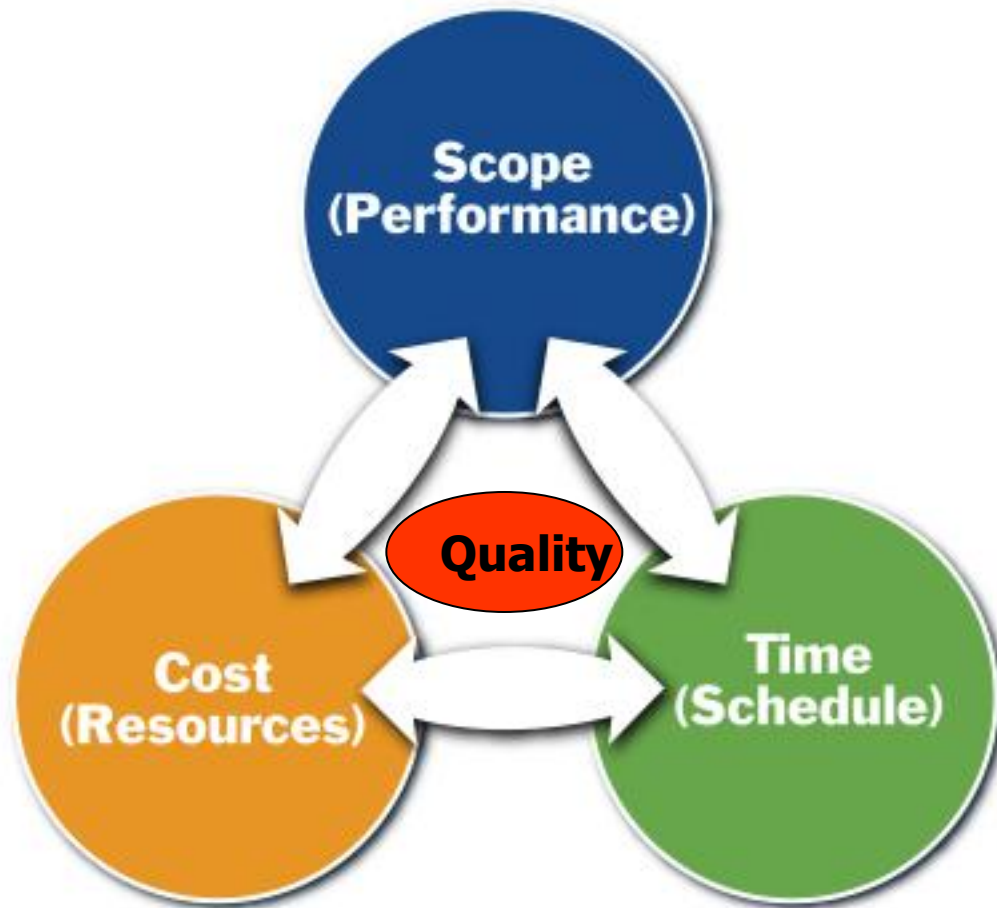 Scope
(Performance)
Quality
Cost
(Resources)
Time
(Schedule)